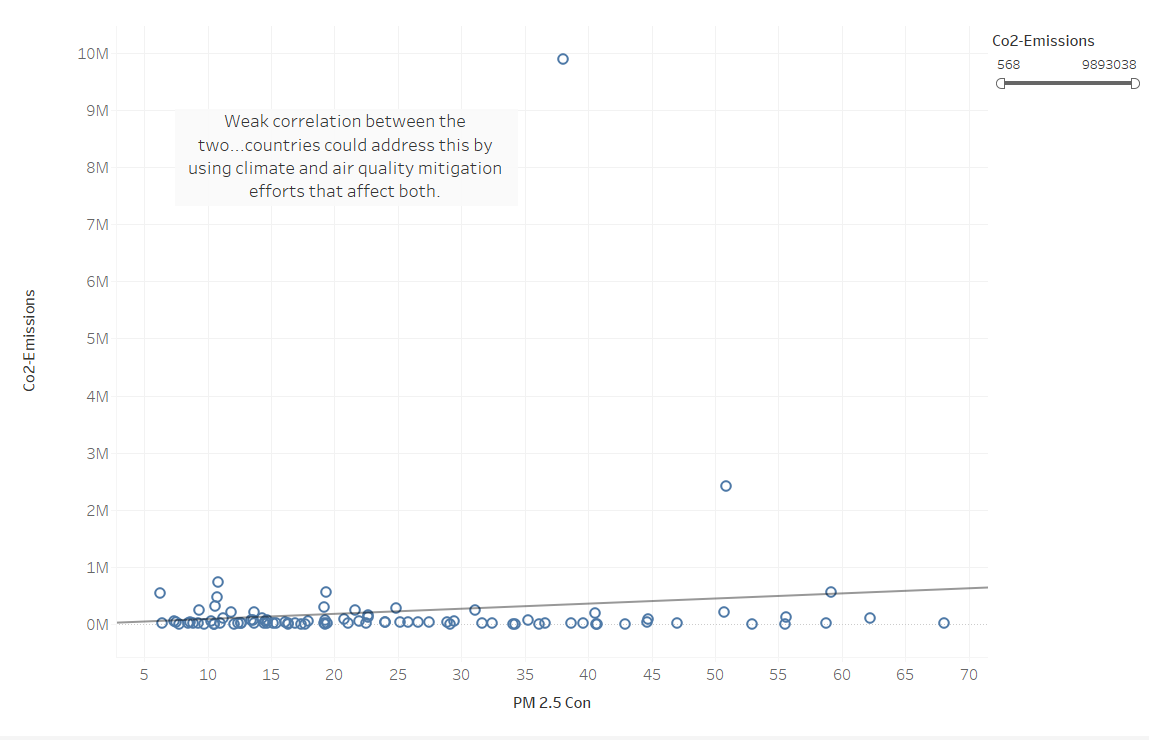 Co2-Emissions
568 9893038
10M
9M
8M
7M
6M
5M
4M
3M
2M
1M
0M
Weak correlation between the
two...countries could address this by
using climate and air quality mitigation
efforts that affect both.
Co2-Emissions
5 10 15 20 25 30 35 40 45 50 55 60 65 70
PM 2.5 Con